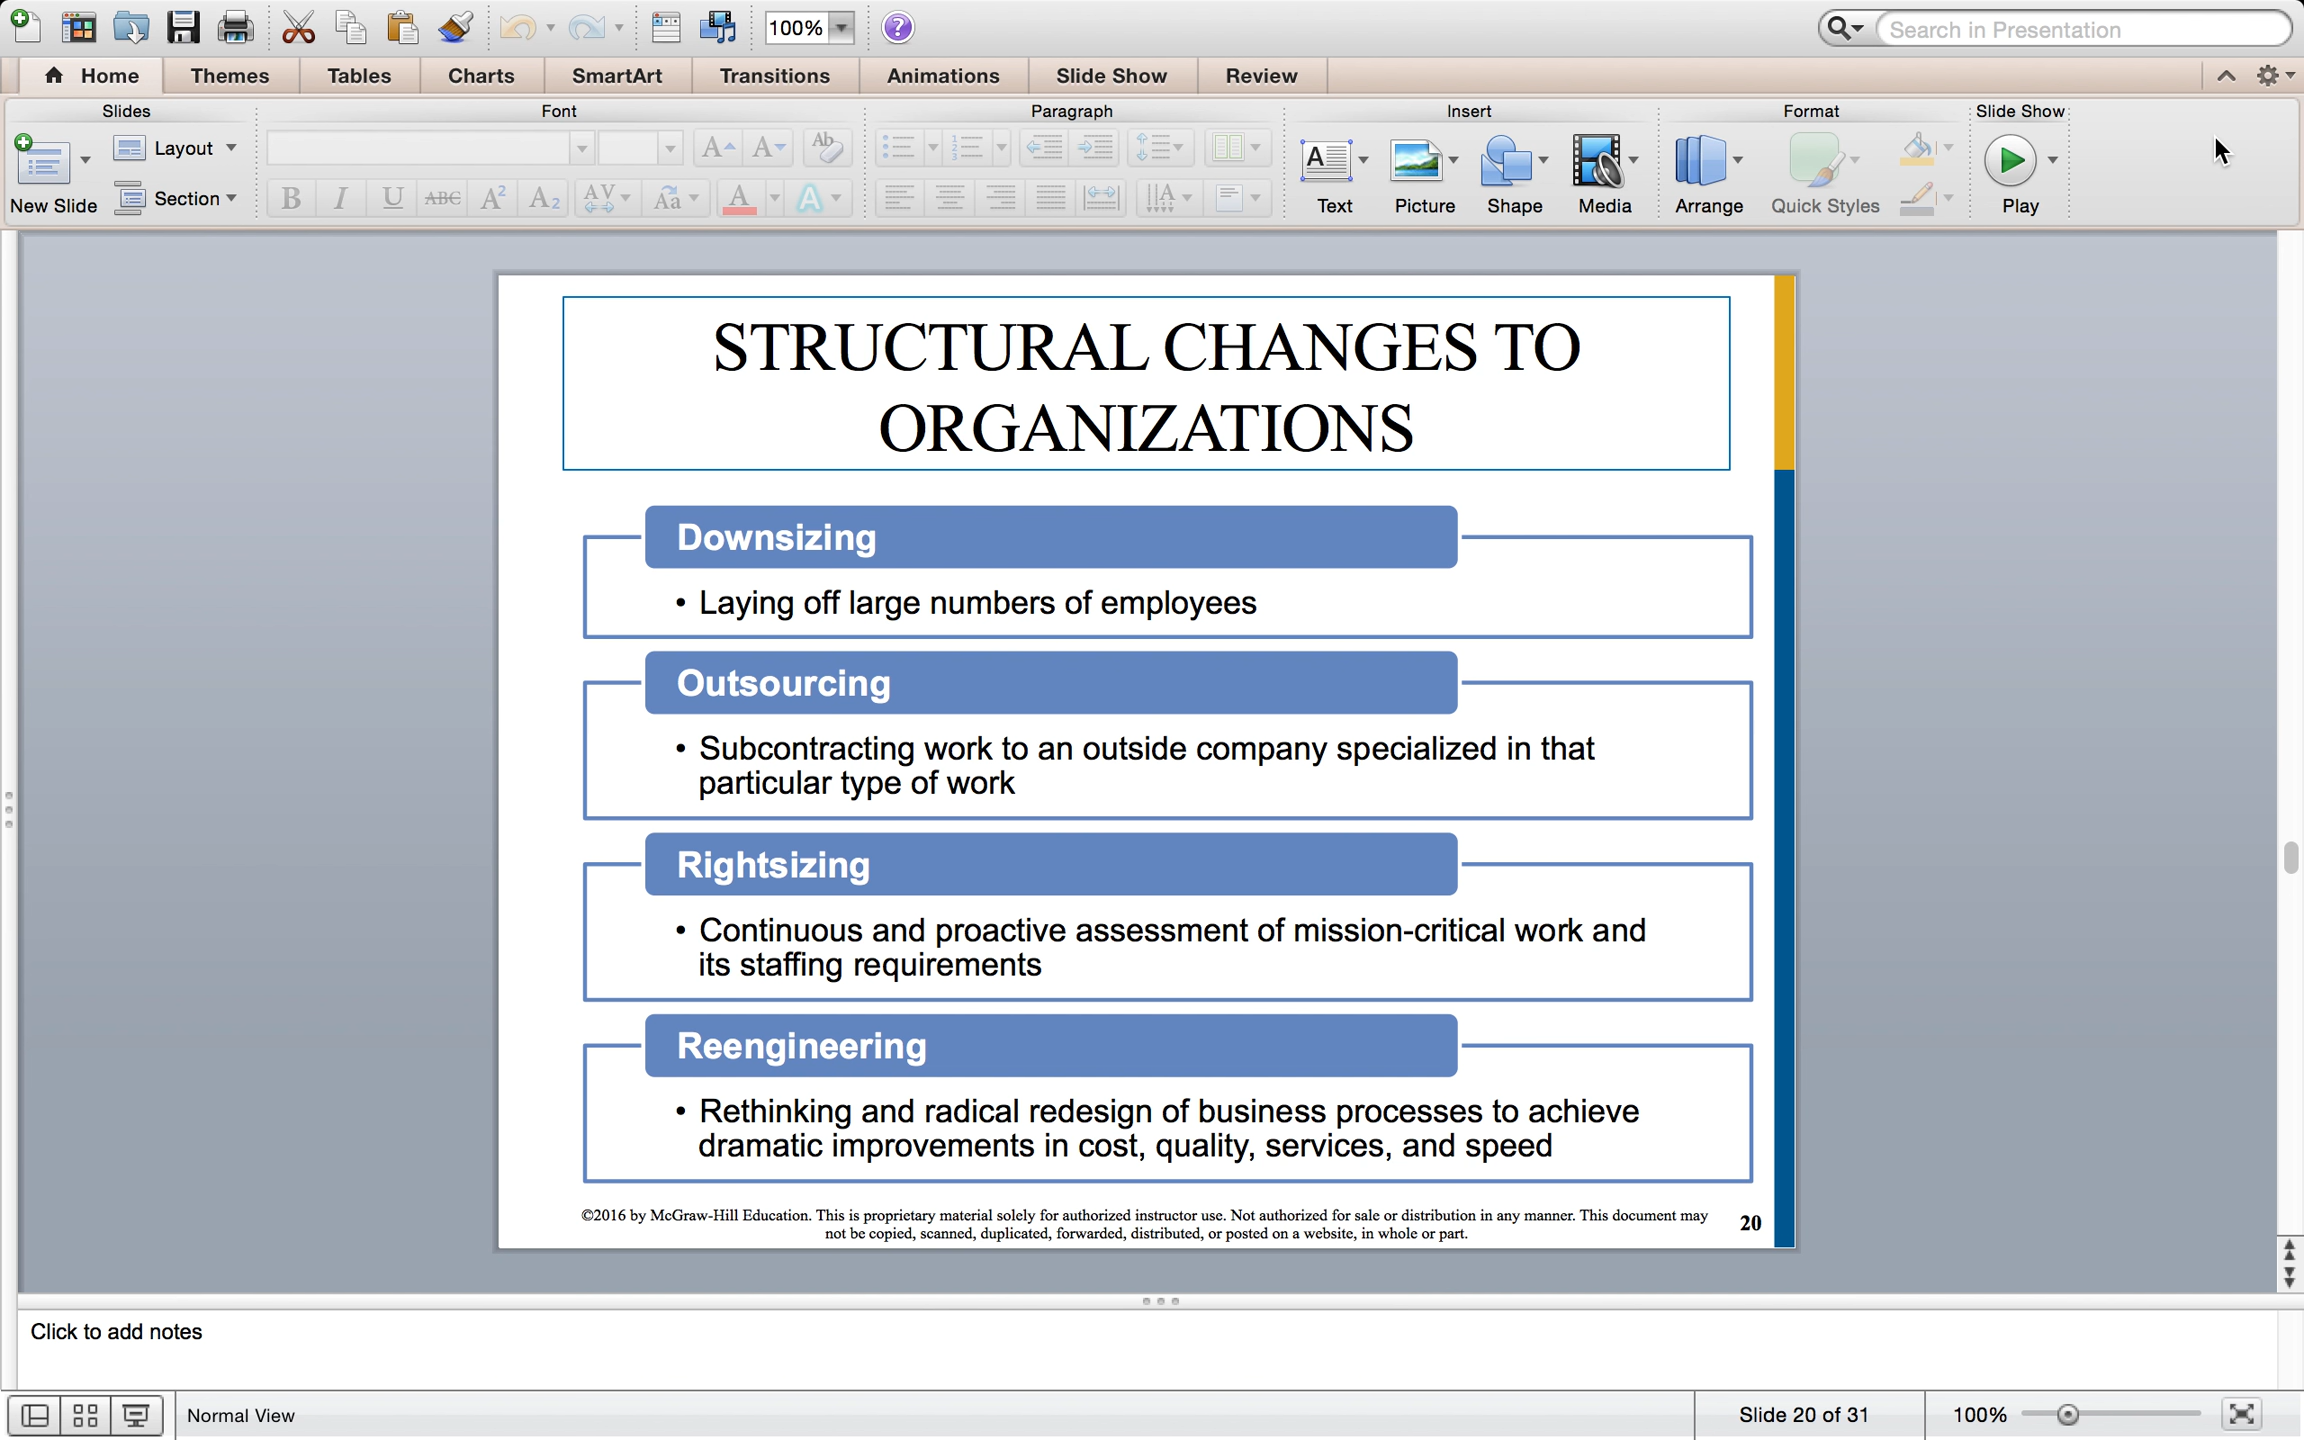 100%
Search in Presentation
Home Themes Tables Charts SmartArt Transitions Animations Slide Show Review
Slides Font Paragraph Insert Format Slide Show
Layout
Section
New Slide
Text Picture Shape Media Arrange Quick Styles Play
STRUCTURAL CHANGES TO
ORGANIZATIONS
Downsizing
• Laying off large numbers of employees
Outsourcing
• Subcontracting work to an outside company specialized in that
particular type of work
Rightsizing
• Continuous and proactive assessment of mission-critical work and
its staffing requirements
Reengineering
• Rethinking and radical redesign of business processes to achieve
dramatic improvements in cost, quality, services, and speed
©2016 by McGraw-Hill Education. This is proprietary material solely for authorized instructor use. Not authorized for sale or distribution in any manner. This document may
not be copied, scanned, duplicated, forwarded, distributed, or posted on a website, in whole or part.
20
Click to add notes
Normal View
Slide 20 of 31
100%